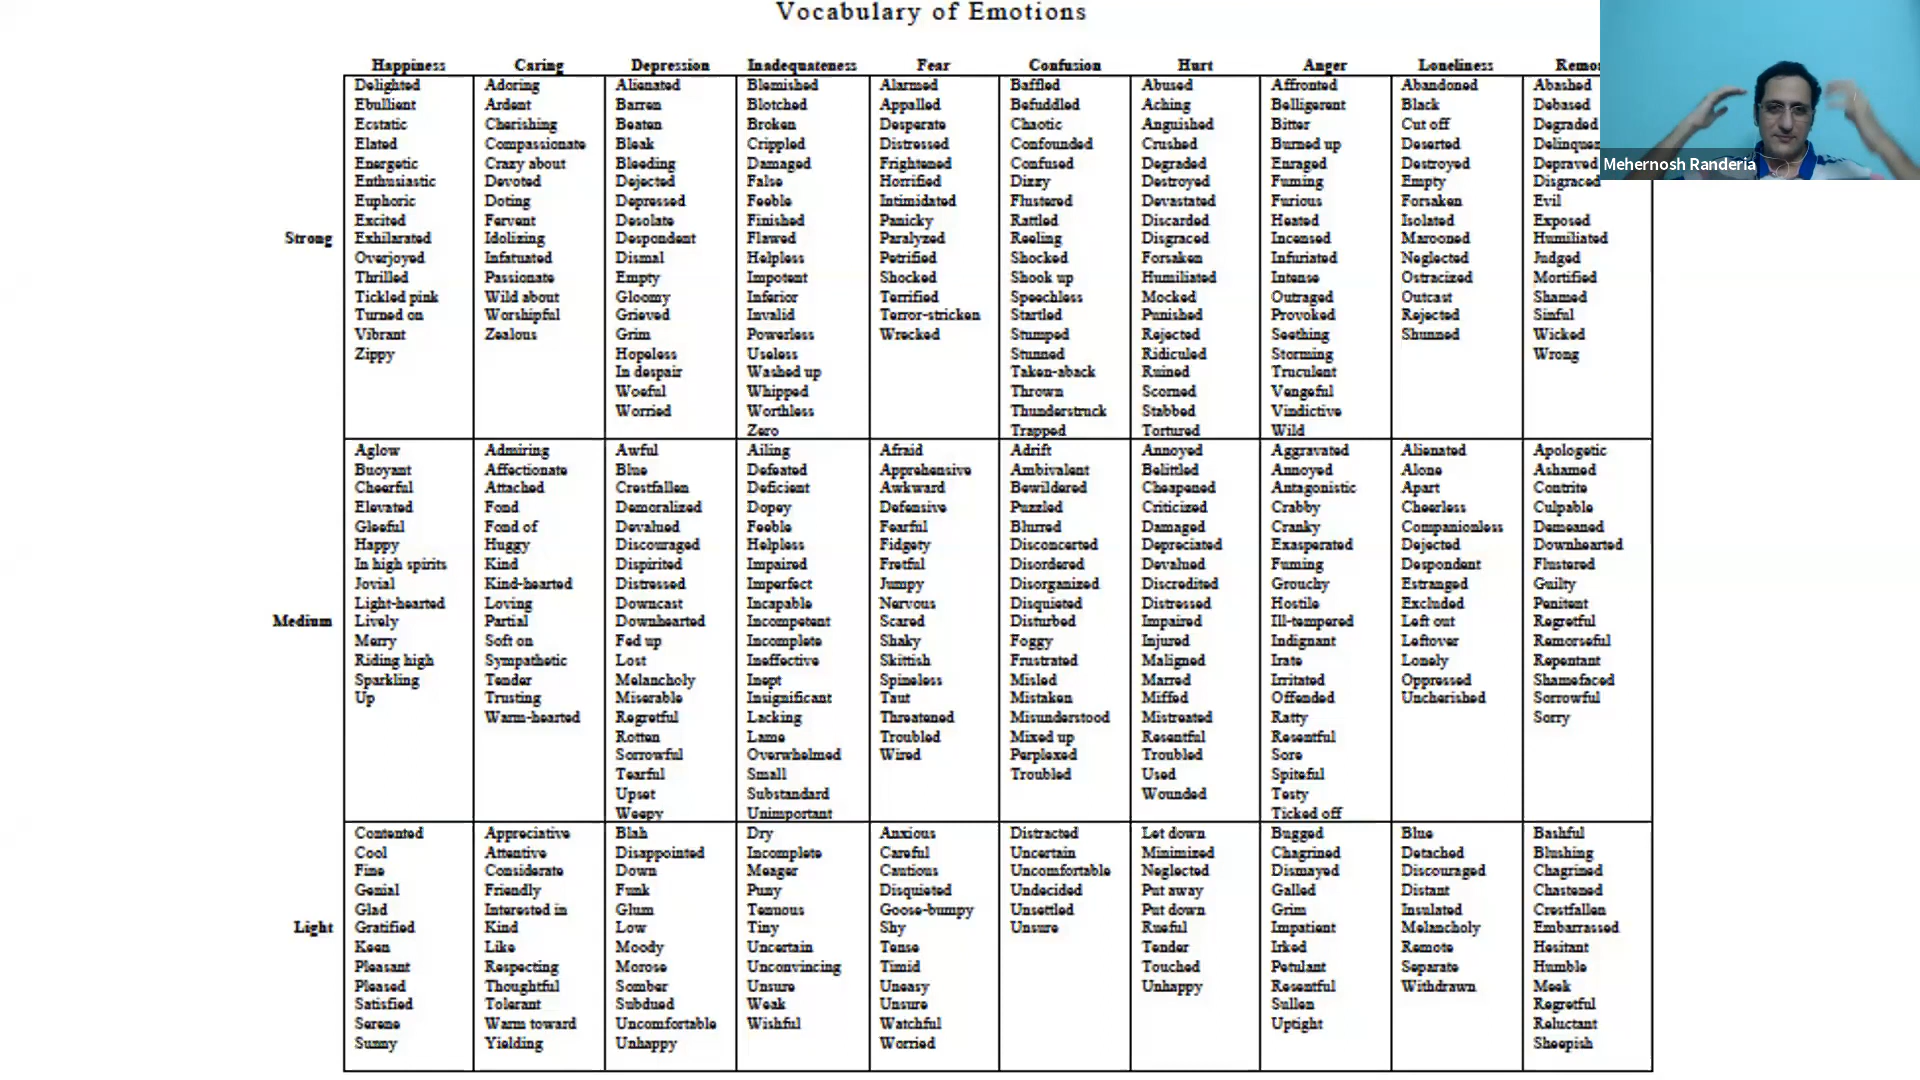 Vocabulary of Emotions
Happiness Caring Depression Inadequateness Fear Confusion Hurt Anger Loneliness
Delighted Adoring Alienated Blemished Alarmed Baffled Abused Affronted Abandoned Abashed
Ebullient Ardent Barren Blotched Appalled Befuddled Aching Belligerent Black Debased
Ecstatic Cherishing Beaten Broken Desperate Chaotic Anguished Bitter Cut off Degraded
Elated Compassionate Bleak Crippled Distressed Confounded Crushed Burned up Deserted
Energetic Crazy about Bleeding Damaged Frightened Confused Degraded Enraged Destroyed Depraved
Enthusiastic Devoted Dejected False Horrified Dizzy Destroyed Fuming Empty Disgraced
Euphoric Doting Depressed Feeble Intimidated Flustered Devastated Furious Forsaken Evil
Excited Fervent Desolate Finished Panicky Rattled Discarded Heated Isolated Exposed
Strong Exhilarated Idolizing Despondent Flawed Paralyzed Reeling Disgraced Incensed Marooned Humiliated
Overjoyed Infatuated Dismal Helpless Petrified Shocked Forsaken Infuriated Neglected Judged
Thrilled Passionate Empty Impotent Shocked Shook up Humiliated Intense Ostracized Mortified
Tickled pink Wild about Gloomy Inferior Terrified Speechless Mocked Outraged Outcast Shamed
Turned on Worshipful Grieved Invalid Terror-stricken Startled Punished Provoked Rejected Sinful
Vibrant Zealous Grim Powerless Wrecked Stumped Rejected Seething Shunned Wicked
Zippy Hopeless Useless Stunned Ridiculed Storming Wrong
In despair Washed up Taken-aback Ruined Truculent
Woeful Whipped Thrown Scorned Vengeful
Worried Worthless Thunderstruck Stabbed Vindictive
Zero Trapped Tortured Wild
Aglow Admiring Awful Ailing Afraid Adrift Annoyed Aggravated Alienated Apologetic
Buoyant Affectionate Blue Defeated Apprehensive Ambivalent Belittled Annoyed Alone Ashamed
Cheerful Attached Crestfallen Deficient Awkward Bewildered Cheapened Antagonistic Apart Contrite
Elevated Fond Demoralized Dopey Defensive Puzzled Criticized Crabby Cheerless Culpable
Gleeful Fond of Devalued Feeble Fearful Blurred Damaged Cranky Companionless Demeaned
Happy Huggy Discouraged Helpless Fidgety Disconcerted Depreciated Exasperated Dejected Downhearted
In high spirits Kind Dispirited Impaired Fretful Disordered Devalued Fuming Despondent Flustered
Jovial Kind-hearted Distressed Imperfect Jumpy Disorganized Discredited Grouchy Estranged Guilty
Light-hearted Loving Downcast Incapable Nervous Disquieted Distressed Hostile Excluded Penitent
Medium Lively Partial Downhearted Incompetent Scared Disturbed Impaired Ill-tempered Left out Regretful
Merry Soft on Fed up Incomplete Shaky Foggy Injured Indignant Leftover Remorseful
Riding high Sympathetic Lost Ineffective Skittish Frustrated Maligned Irate Lonely Repentant
Sparkling Tender Melancholy Inept Spineless Misled Marred Irritated Oppressed Shamefaced
Up Trusting Miserable Insignificant Taut Mistaken Miffed Offended Uncherished Sorrowful
Warm-hearted Regretful Lacking Threatened Misunderstood Mistreated Ratty Sorry
Rotten Lame Troubled Mixed up Resentful Resentful
Sorrowful Overwhelmed Wired Perplexed Troubled Sore
Tearful Small Troubled Used Spiteful
Upset Substandard Wounded Testy
Weepy Unimportant Ticked off
Contented Appreciative Blah Dry Anxious Distracted Let down Bugged Blue Bashful
Cool Attentive Disappointed Incomplete Careful Uncertain Minimized Chagrined Detached Blushing
Fine Considerate Down Meager Cautious Uncomfortable Neglected Dismayed Discouraged Chagrined
Genial Friendly Funk Puny Disquieted Undecided Put away Galled Distant Chastened
Glad Interested in Glum Tenuous Goose-bumpy Unsettled Put down Grim Insulated Crestfallen
Light Gratified Kind Low Tiny Shy Unsure Rueful Impatient Melancholy Embarrassed
Keen Like Moody Uncertain Tense Tender Irked Remote Hesitant
Pleasant Respecting Morose Unconvincing Timid Touched Petulant Separate Humble
Pleased Thoughtful Somber Unsure Uneasy Unhappy Resentful Withdrawn Meek
Satisfied Tolerant Subdued Weak Unsure Sullen Regretful
Serene Warm toward Uncomfortable Wishful Watchful Uptight Reluctant
Sunny Yielding Unhappy Worried Sheepish
Mehernosh Randeria